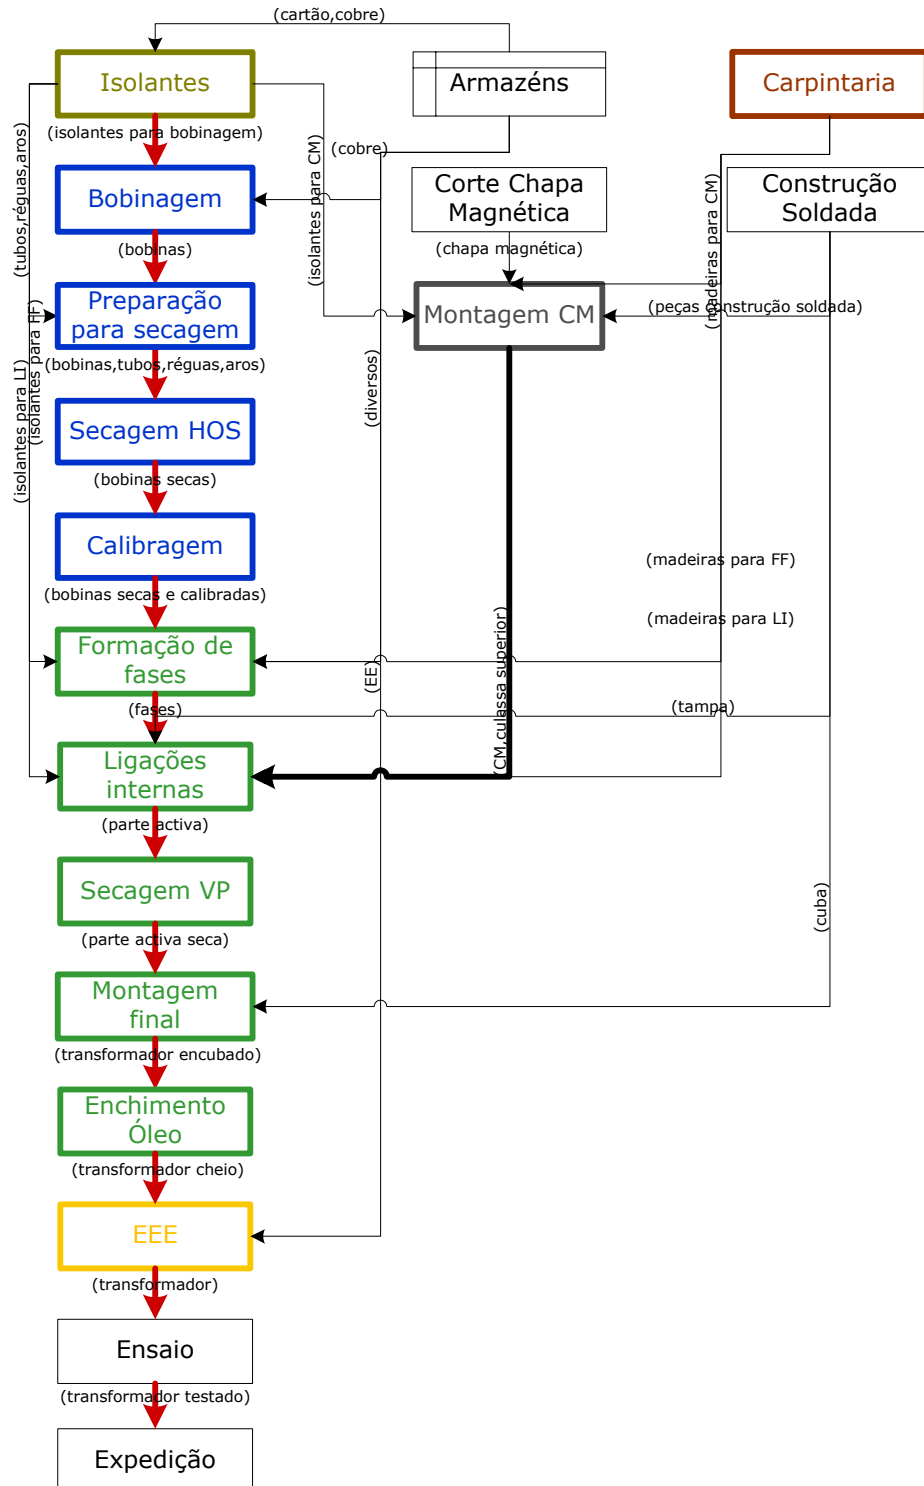 (cartão,cobre)
Isolantes
Armazéns
Carpintaria
(isolantes para bobinagem)
(cobre)
(tubos,réguas,aros)
(isolantes para CM)
(madeiras para CM)
Bobinagem
Corte Chapa
Magnética
Construção
Soldada
(bobinas)
(chapa magnética)
Preparação
para secagem
Montagem CM
(peças construção soldada)
(isolantes para LI)
(isolantes para FF)
(bobinas,tubos,réguas,aros)
(diversos)
Secagem HOS
(bobinas secas)
Calibragem
(madeiras para FF)
(bobinas secas e calibradas)
(madeiras para LI)
Formação de
fases
(EE)
(CM,culassa superior)
(fases)
(tampa)
Ligações
internas
(parte activa)
Secagem VP
(cuba)
(parte activa seca)
Montagem
final
(transformador encubado)
Enchimento
Óleo
(transformador cheio)
EEE
(transformador)
Ensaio
(transformador testado)
Expedição